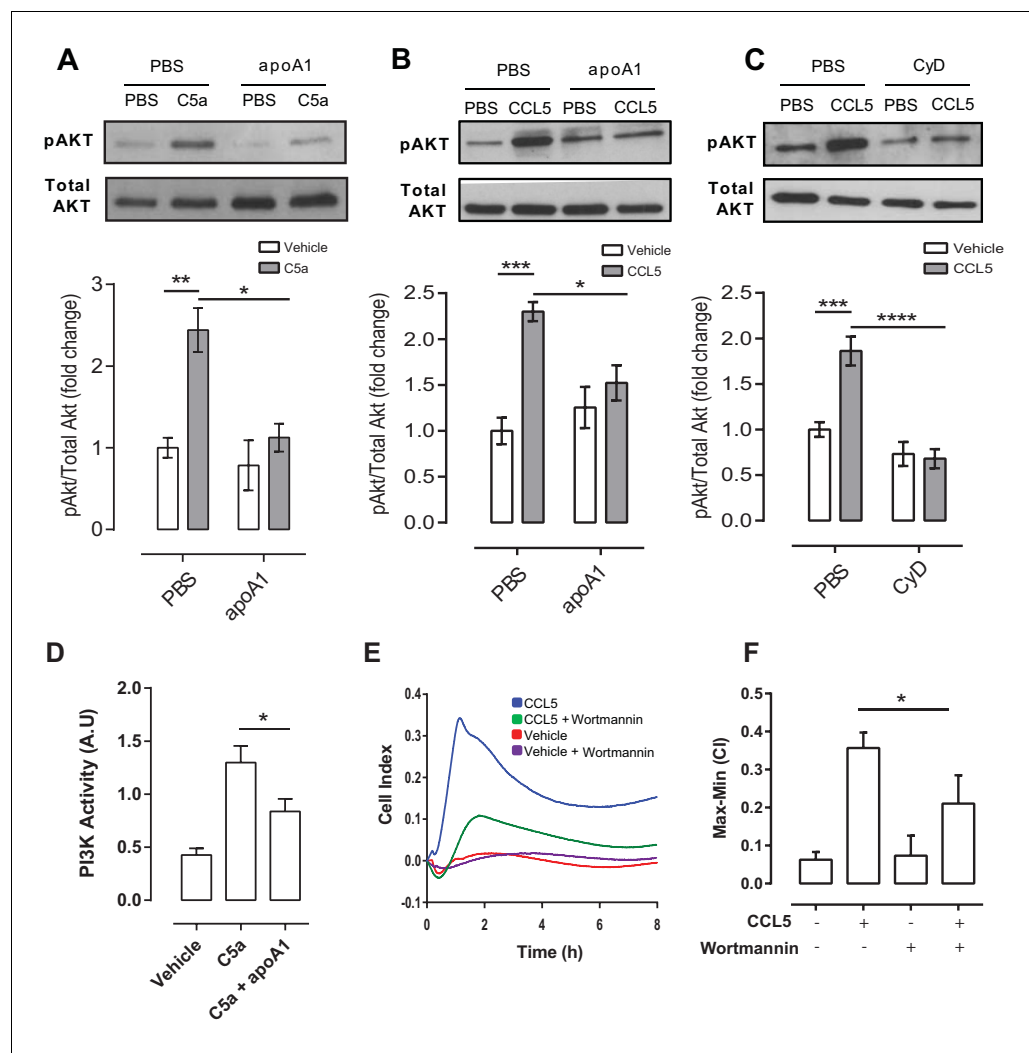 A
PBS apoA1
PBS C5a PBS C5a
pAKT
Total
AKT
Vehicle
C5a
** *
pAkt/Total Akt (fold change)
3
2
1
0
PBS apoA1
B
PBS apoA1
PBS CCL5 PBS CCL5
pAKT
Total
AKT
Vehicle
CCL5
*** *
pAkt/Total Akt (fold change)
2.5
2.0
1.5
1.0
0.5
0.0
PBS apoA1
C
PBS CyD
PBS CCL5 PBS CCL5
pAKT
Total
AKT
Vehicle
CCL5
*** ****
pAkt/Total Akt (fold change)
2.5
2.0
1.5
1.0
0.5
0.0
PBS CyD
D
PI3K Activity (A.U)
2.0
1.5
1.0
0.5
0.0
*
Vehicle C5a C5a + apoA1
E
Cell Index
0.4
0.3
0.2
0.1
0.0
-0.1
CCL5
CCL5 + Wortmannin
Vehicle
Vehicle + Wortmannin
0 2 4 6 8
Time (h)
F
Max-Min (CI)
0.5
0.4
0.3
0.2
0.1
0.0
*
CCL5 - + - +
Wortmannin - - + +